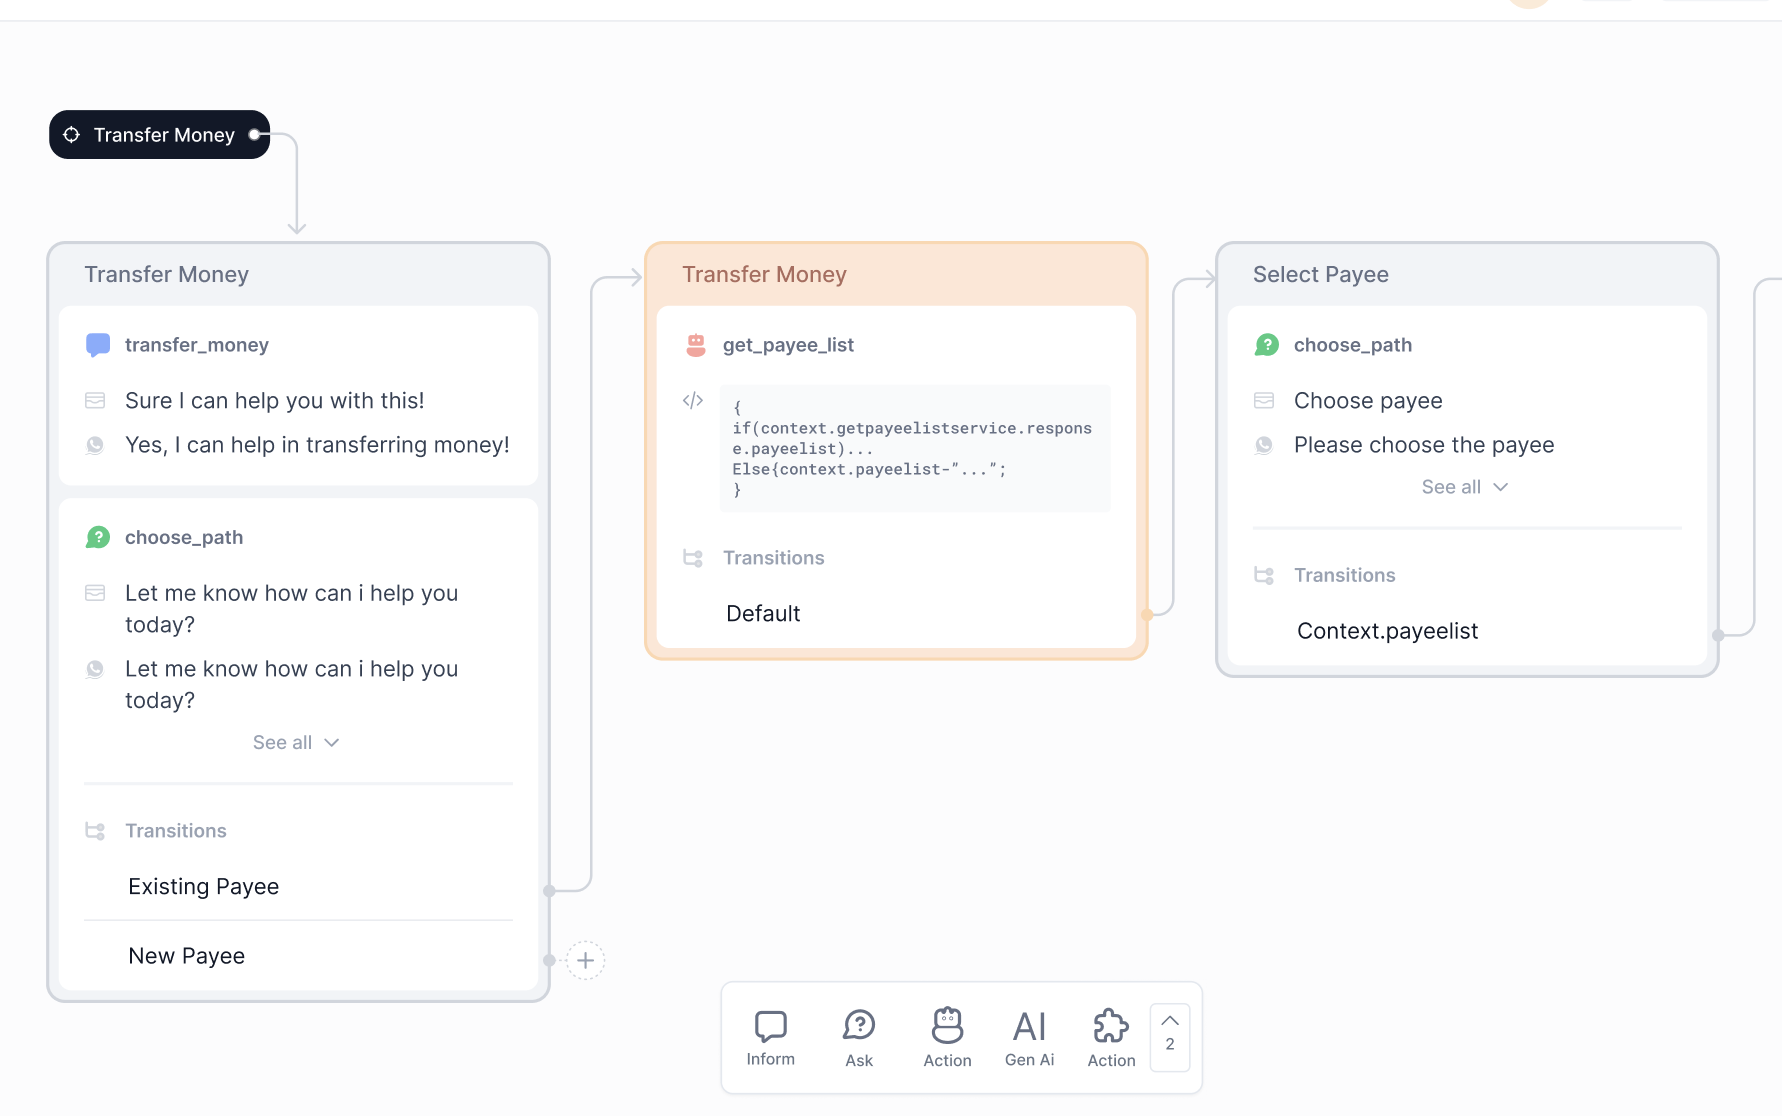 Transfer Money
Transfer Money
transfer_money
Sure I can help you with this!
Yes, I can help in transferring money!
choose_path
Let me know how can i help you
today?
Let me know how can i help you
today?
See all
Transitions
Existing Payee
New Payee
Transfer Money
get_payee_list
</>
{
if(context.getpayeelistservice.respons
e.payeelist)...
Else{context.payeelist-"...";
}
Transitions
Default
Select Payee
choose_path
Choose payee
Please choose the payee
See all
Transitions
Context.payeelist
Inform
Ask
Action
AI
Gen Ai
Action
2